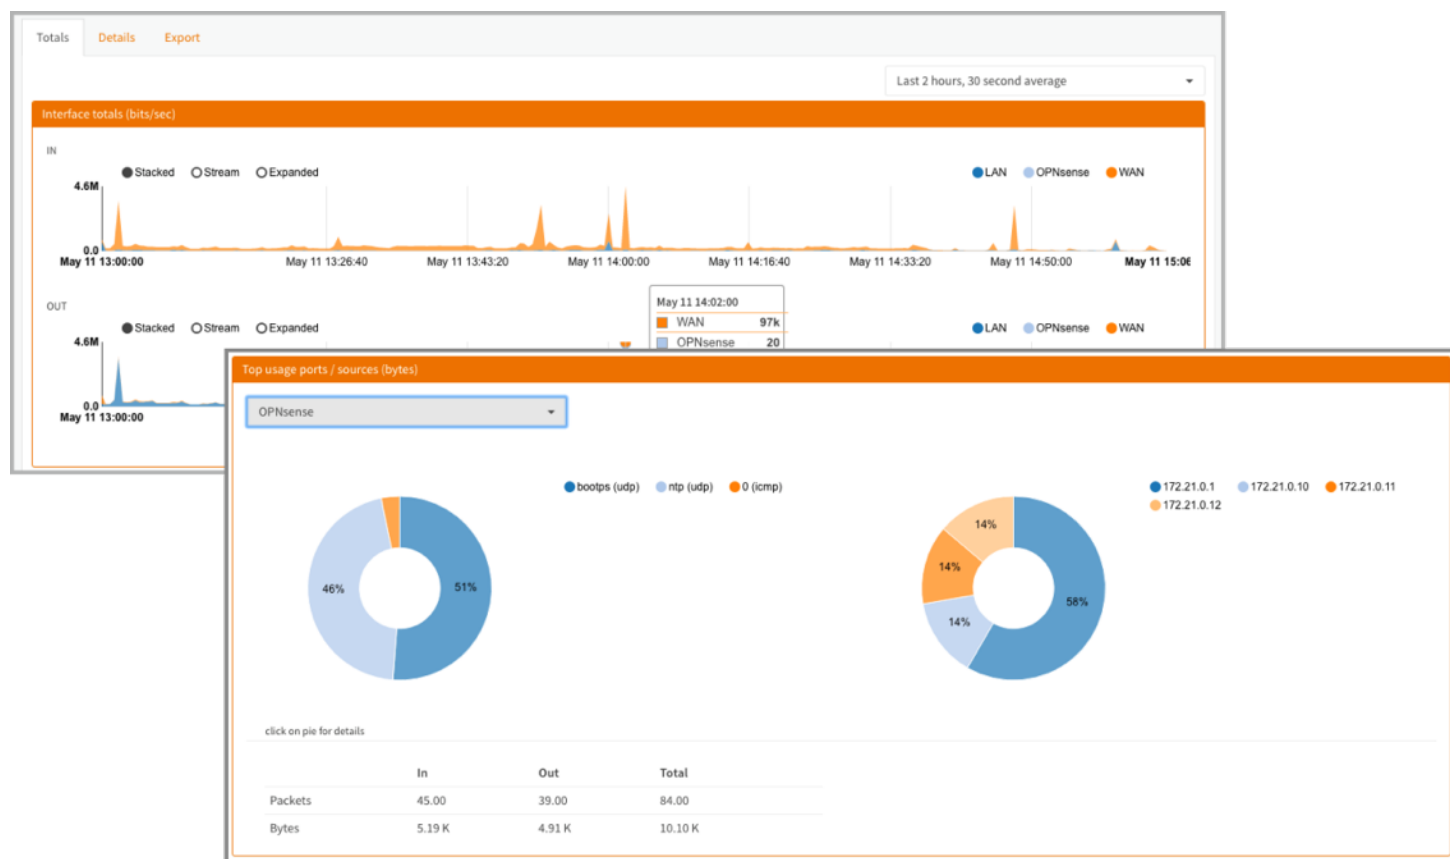 Totals Details Export
Last 2 hours, 30 second average
Interface totals (bits/sec)
IN
Stacked Stream Expanded LAN OPNsense WAN
4.6M
0.0
May 11 13:00:00 May 11 13:26:40 May 11 13:43:20 May 11 14:00:00 May 11 14:16:40 May 11 14:33:20 May 11 14:50:00 May 11 15:06
OUT
May 11 14:02:00
Stacked Stream Expanded WAN 97k LAN OPNsense WAN
4.6M OPNsense 20
0.0
May 11 13:00:00
Top usage ports / sources (bytes)
OPNsense
bootps (udp) ntp (udp) 0 (icmp)
46% 51%
172.21.0.1 172.21.0.10 172.21.0.11
172.21.0.12
14%
14%
14%
58%
click on pie for details
In Out Total
Packets 45.00 39.00 84.00
Bytes 5.19 K 4.91 K 10.10 K